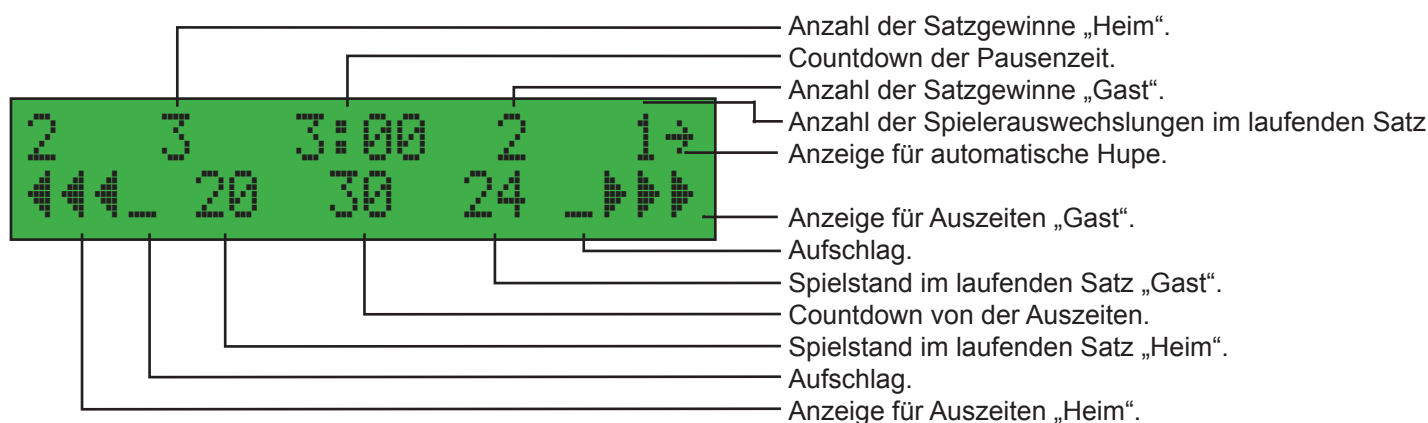 Anzahl der Satzgewinne „Heim“.
Countdown der Pausenzeit.
Anzahl der Satzgewinne „Gast“.
Anzahl der Spielerauswechslungen im laufenden Satz
Anzeige für automatische Hupe.
2 3 3:00 2 1→
◀◀◀_ 20 30 24 _▶▶▶
Anzeige für Auszeiten „Gast“.
Aufschlag.
Spielstand im laufenden Satz „Gast“.
Countdown von der Auszeiten.
Spielstand im laufenden Satz „Heim“.
Aufschlag.
Anzeige für Auszeiten „Heim“.